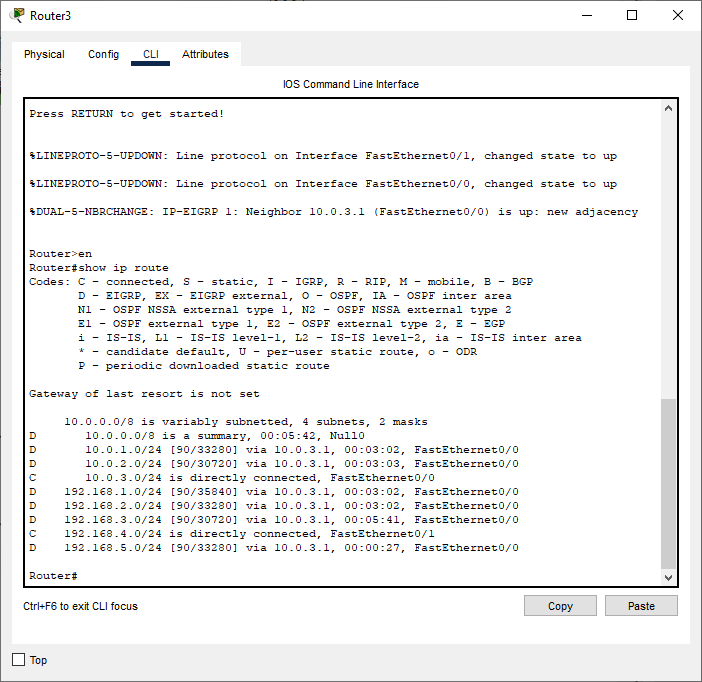 Router3
Physical Config CLI Attributes
IOS Command Line Interface
Press RETURN to get started!
%LINEPROTO-5-UPDOWN: Line protocol on Interface FastEthernet0/1, changed state to up
%LINEPROTO-5-UPDOWN: Line protocol on Interface FastEthernet0/0, changed state to up
%DUAL-5-NBRCHANGE: IP-EIGRP 1: Neighbor 10.0.3.1 (FastEthernet0/0) is up: new adjacency
Router>en
Router#show ip route
Codes: C - connected, S - static, I - IGRP, R - RIP, M - mobile, B - BGP
D - EIGRP, EX - EIGRP external, O - OSPF, IA - OSPF inter area
N1 - OSPF NSSA external type 1, N2 - OSPF NSSA external type 2
E1 - OSPF external type 1, E2 - OSPF external type 2, E - EGP
i - IS-IS, L1 - IS-IS level-1, L2 - IS-IS level-2, ia - IS-IS inter area
* - candidate default, U - per-user static route, o - ODR
P - periodic downloaded static route
Gateway of last resort is not set
10.0.0.0/8 is variably subnetted, 4 subnets, 2 masks
D 10.0.0.0/8 is a summary, 00:05:42, Null0
D 10.0.1.0/24 [90/33280] via 10.0.3.1, 00:03:02, FastEthernet0/0
D 10.0.2.0/24 [90/30720] via 10.0.3.1, 00:03:03, FastEthernet0/0
C 10.0.3.0/24 is directly connected, FastEthernet0/0
D 192.168.1.0/24 [90/35840] via 10.0.3.1, 00:03:02, FastEthernet0/0
D 192.168.2.0/24 [90/33280] via 10.0.3.1, 00:03:02, FastEthernet0/0
D 192.168.3.0/24 [90/30720] via 10.0.3.1, 00:05:41, FastEthernet0/0
C 192.168.4.0/24 is directly connected, FastEthernet0/1
D 192.168.5.0/24 [90/33280] via 10.0.3.1, 00:00:27, FastEthernet0/0
Router#
Ctrl+F6 to exit CLI focus Copy Paste
Top